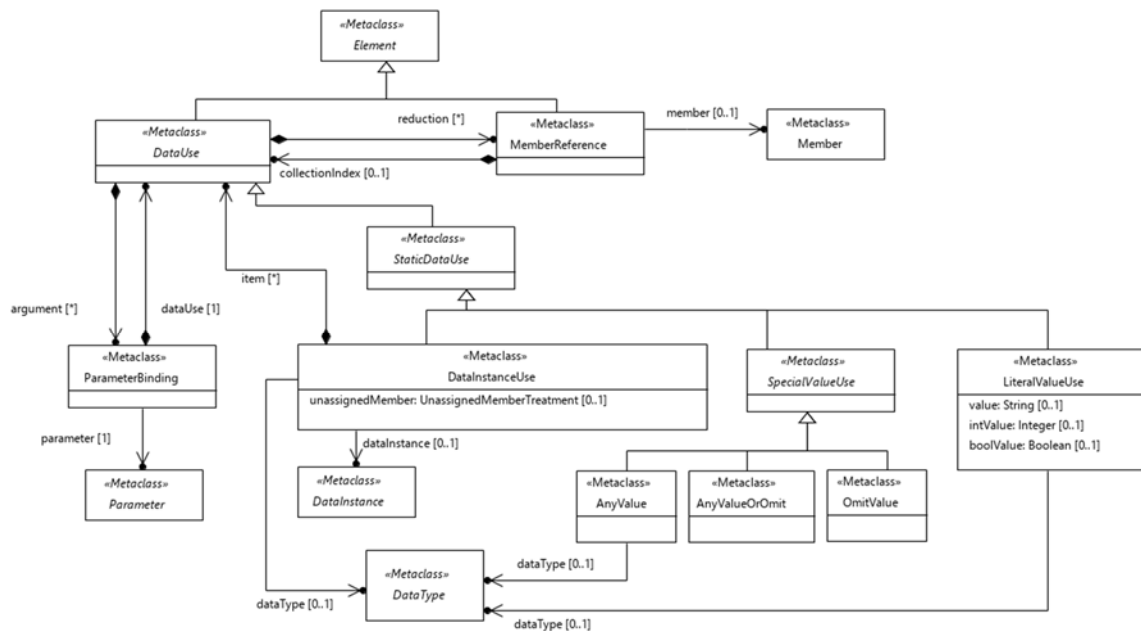 «Metaclass»
Element
reduction [*]
member [0..1]
«Metaclass»
DataUse
«Metaclass»
MemberReference
«Metaclass»
Member
collectionIndex [0..1]
«Metaclass»
StaticDataUse
item [*]
argument [*]
dataUse [1]
«Metaclass»
ParameterBinding
«Metaclass»
DataInstanceUse
unassignedMember: UnassignedMemberTreatment [0..1]
«Metaclass»
SpecialValueUse
«Metaclass»
LiteralValueUse
value: String [0..1]
intValue: Integer [0..1]
boolValue: Boolean [0..1]
parameter [1]
dataInstance [0..1]
«Metaclass»
Parameter
«Metaclass»
DataInstance
«Metaclass»
AnyValue
«Metaclass»
AnyValueOrOmit
«Metaclass»
OmitValue
dataType [0..1]
«Metaclass»
DataType
dataType [0..1]
dataType [0..1]